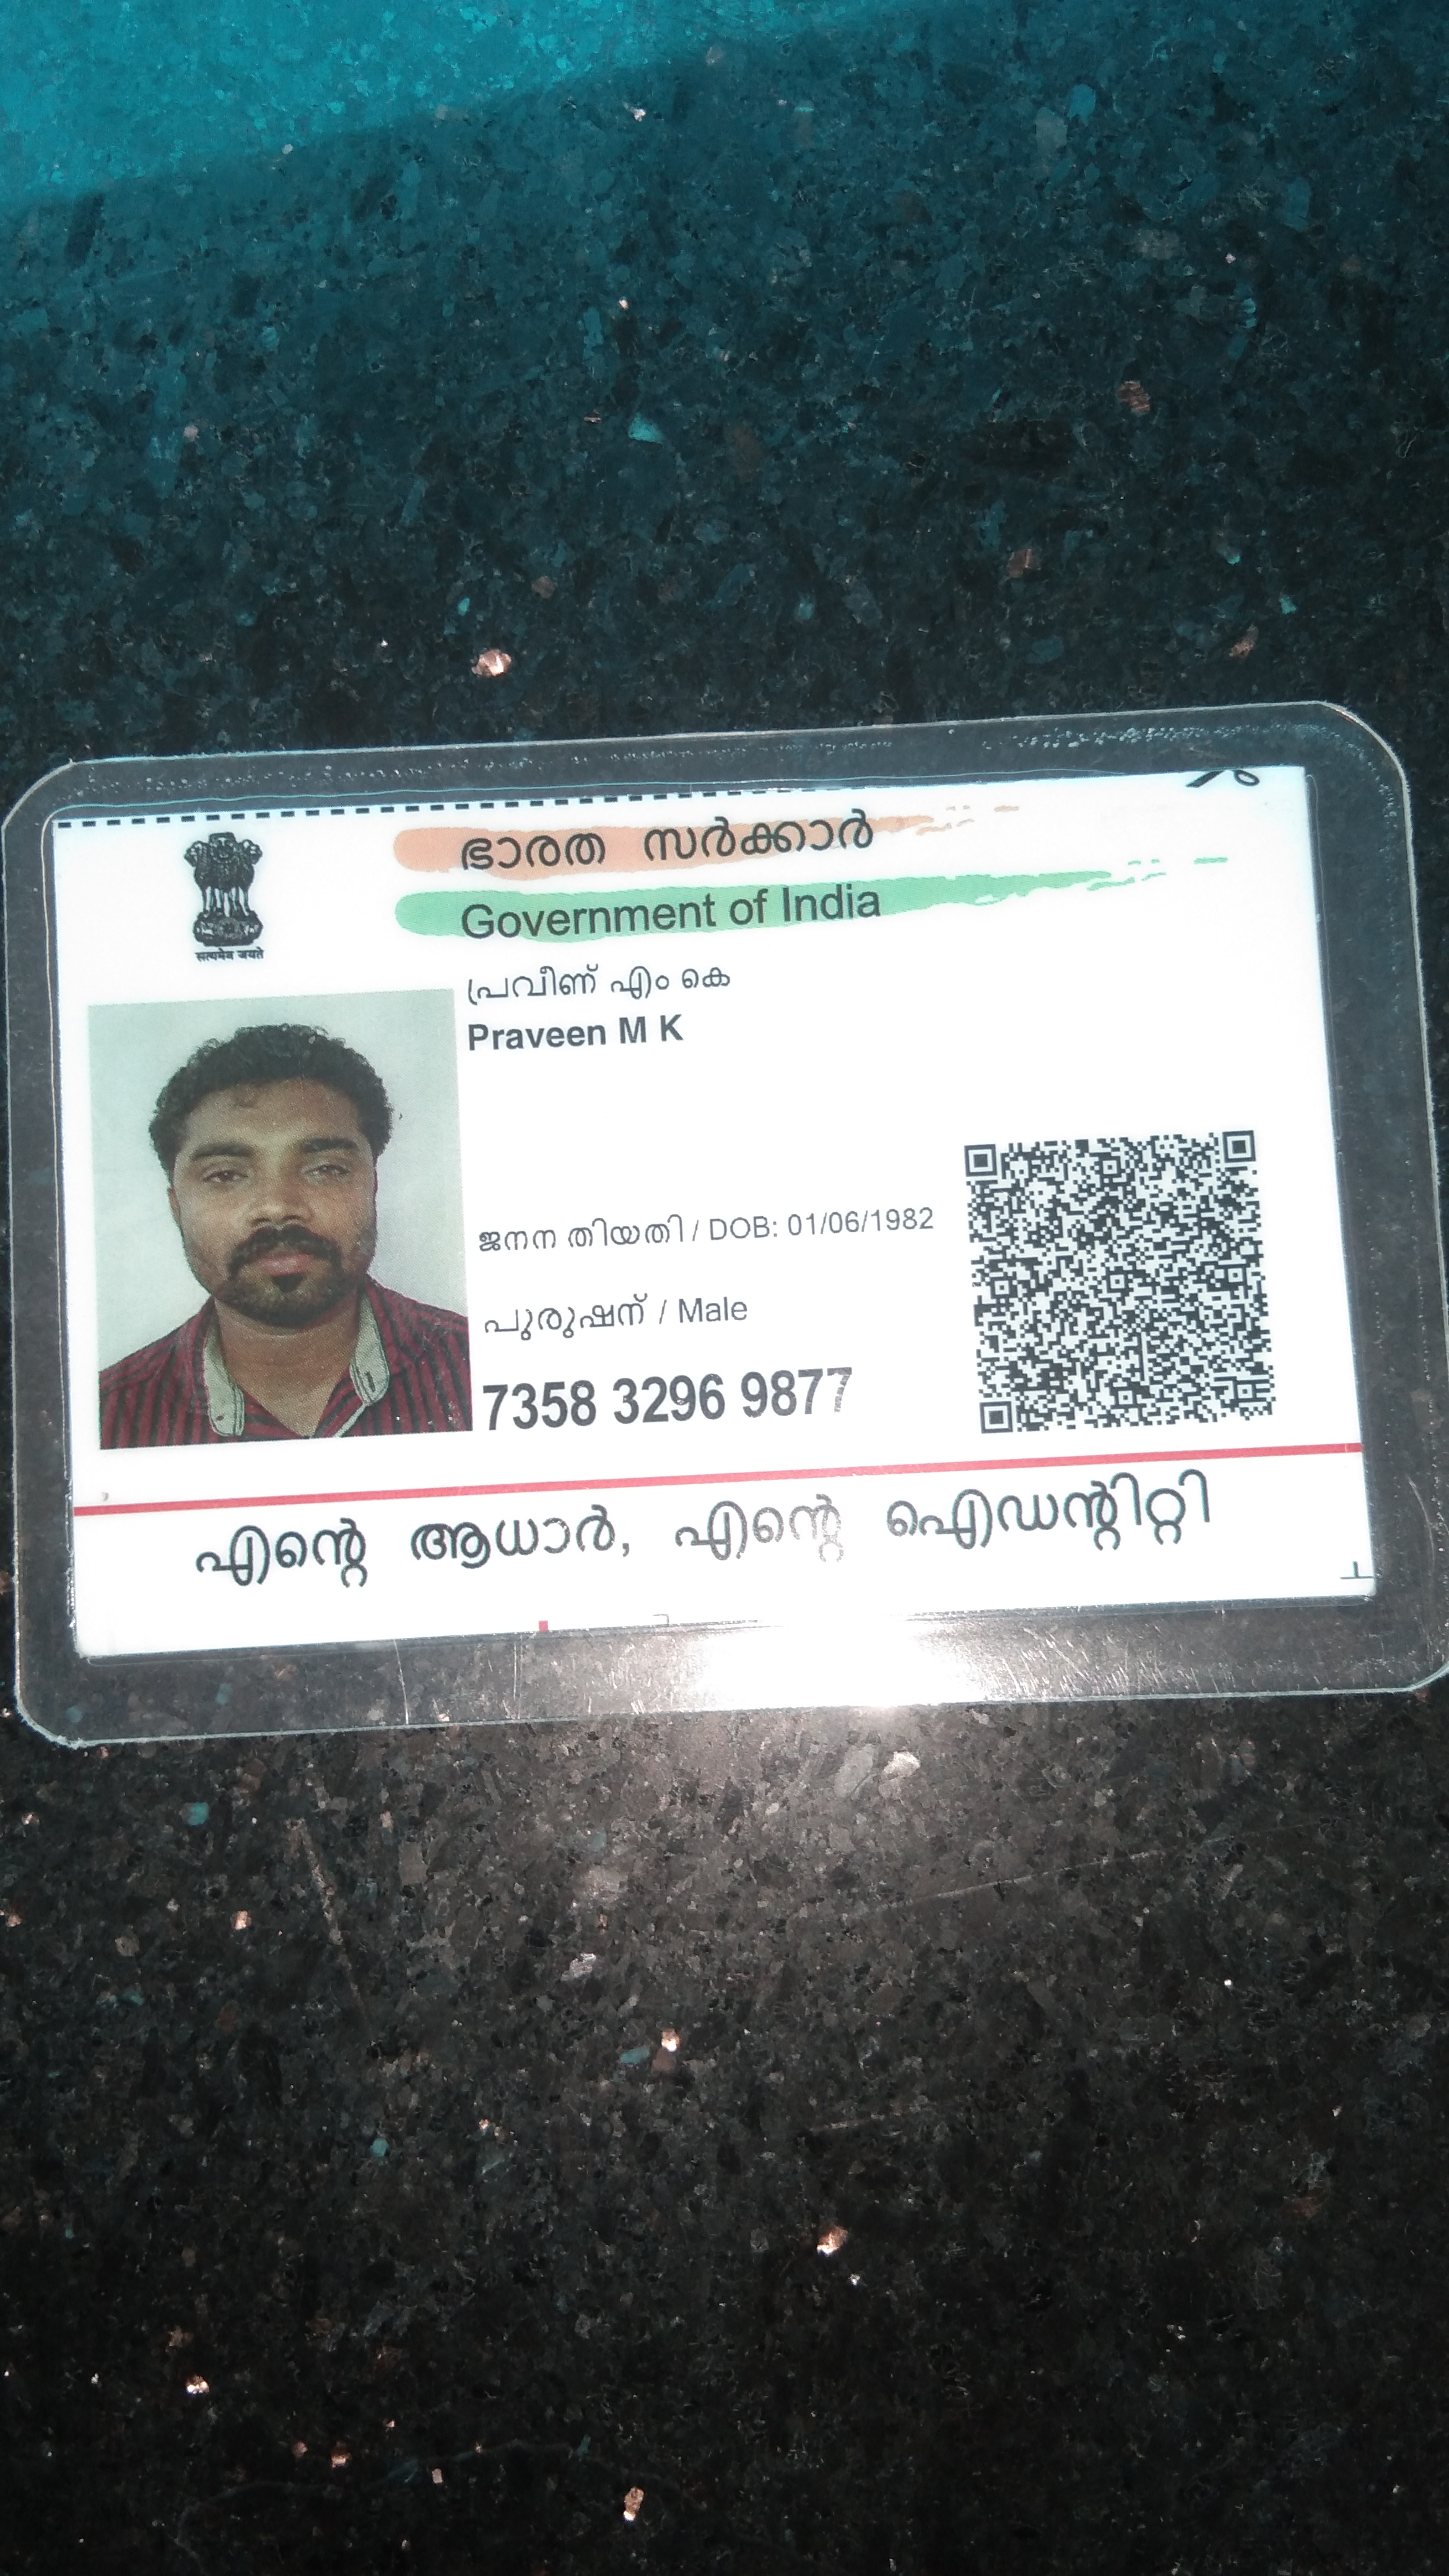 ഭാരത സർക്കാർ
Government of India
सत्यमेव जयते
പ്രവീണ് എം കെ
Praveen M K
ജനന തിയതി / DOB: 01/06/1982
പുരുഷന് / Male
7358 3296 9877
എന്റെ ആധാർ, എന്റെ ഐഡന്റിറ്റി